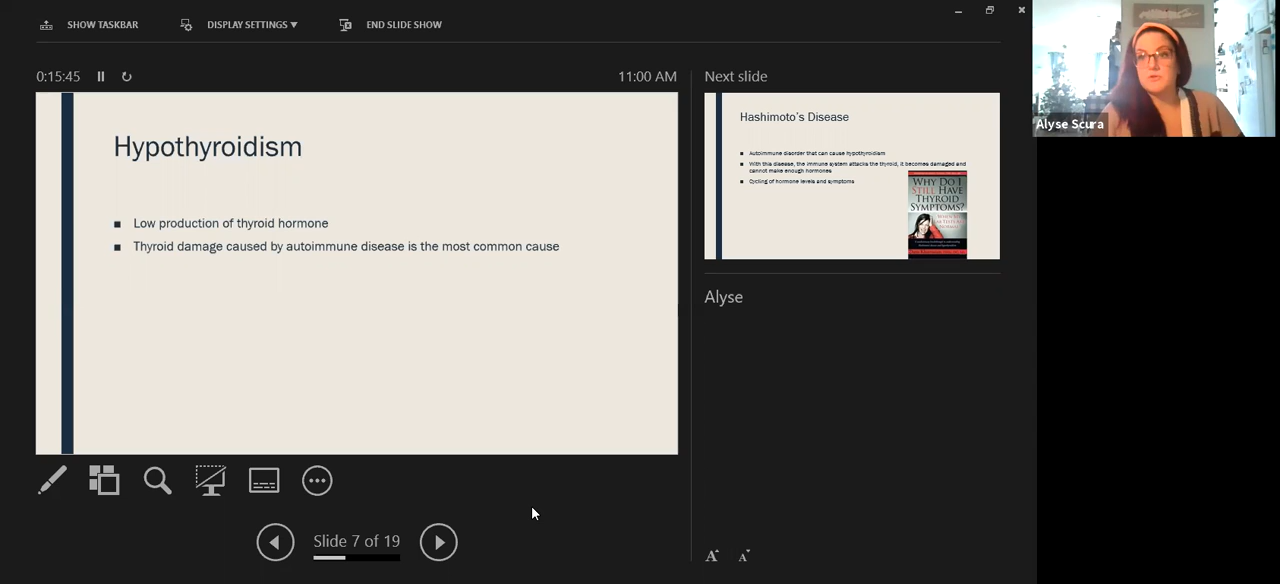 SHOW TASKBAR
DISPLAY SETTINGS ▼
END SLIDE SHOW
0:15:45
11:00 AM
Hypothyroidism
■ Low production of thyroid hormone
■ Thyroid damage caused by autoimmune disease is the most common cause
Slide 7 of 19
Next slide
Hashimoto's Disease
■ Autoimmune disorder that can cause hypothyroidism
■ With this disease, the immune system attacks the thyroid, it becomes damaged and
cannot make enough hormones
■ Cycling of hormone levels and symptoms
WHY DO I
STILL HAVE
THYROID
SYMPTOMS?
Alyse
A
A
Alyse Scura